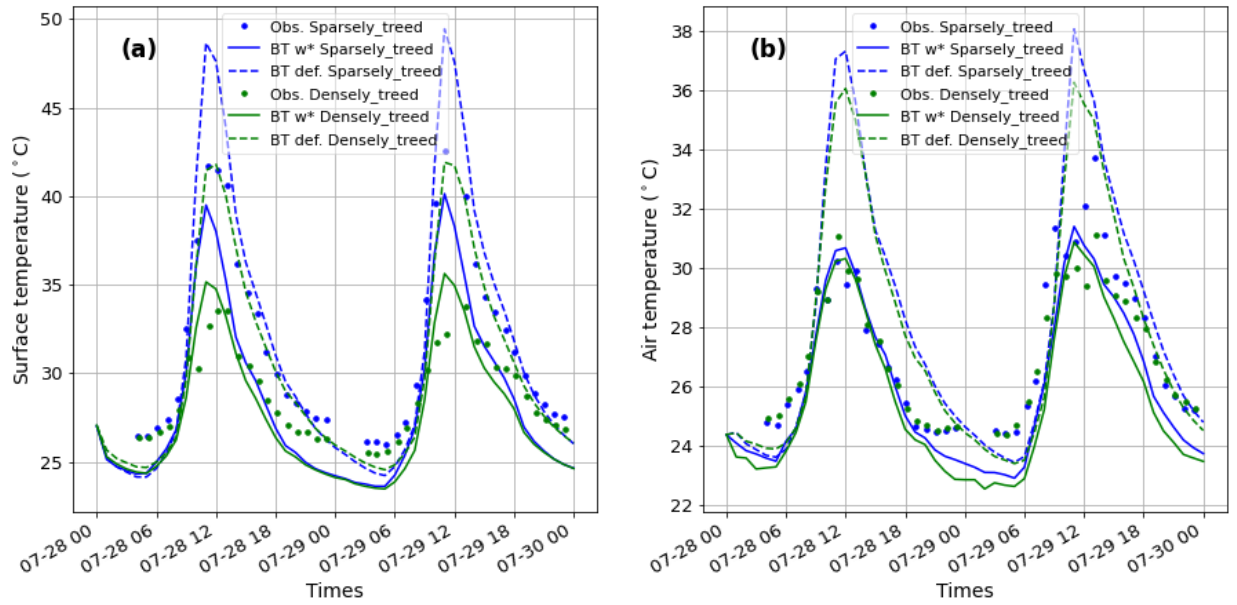 (a)
Obs. Sparsely_treed
BT w* Sparsely_treed
BT def. Sparsely_treed
Obs. Densely_treed
BT w* Densely_treed
BT def. Densely_treed
50
45
40
35
30
25
Surface temperature (°C)
07-28 00
07-28 06
07-28 12
07-28 18
07-29 00
07-29 06
07-29 12
07-29 18
07-30 00
Times
(b)
Obs. Sparsely_treed
BT w* Sparsely_treed
BT def. Sparsely_treed
Obs. Densely_treed
BT w* Densely_treed
BT def. Densely_treed
38
36
34
32
30
28
26
24
22
Air temperature (°C)
07-28 00
07-28 06
07-28 12
07-28 18
07-29 00
07-29 06
07-29 12
07-29 18
07-30 00
Times